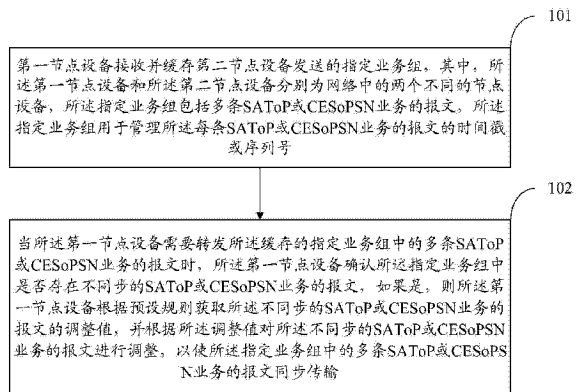 101
第一节点设备接收并缓存第二节点设备发送的指定业务组，其中，所
述第一节点设备和所述第二节点设备分别为网络中的两个不同的节点
设备，所述指定业务组包括多条SAToP或CESoPSN业务的报文，所述
指定业务组用于管理所述每条SAToP或CESoPSN业务的报文的时间戳
或序列号
102
当所述第一节点设备需要转发所述缓存的指定业务组中的多条SAToP
或CESoPSN业务的报文时，所述第一节点设备确认所述指定业务组中
是否存在不同步的SAToP或CESoPSN业务的报文，如果是，则所述第
一节点设备根据预设规则获取所述不同步的SAToP或CESoPSN业务的
报文的调整值，并根据所述调整值对所述不同步的SAToP或CESoPSN
业务的报文进行调整，以使所述指定业务组中的多条SAToP或CESoPS
N业务的报文同步传输